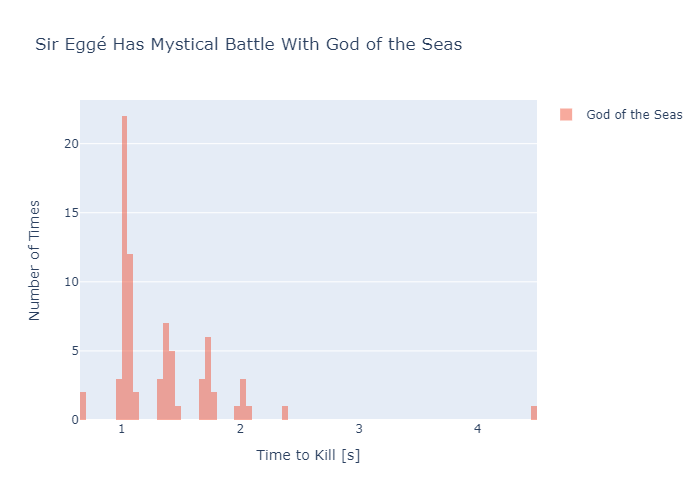 Sir Eggé Has Mystical Battle With God of the Seas
God of the Seas
Number of Times
20
15
10
5
0
1 2 3 4
Time to Kill [s]